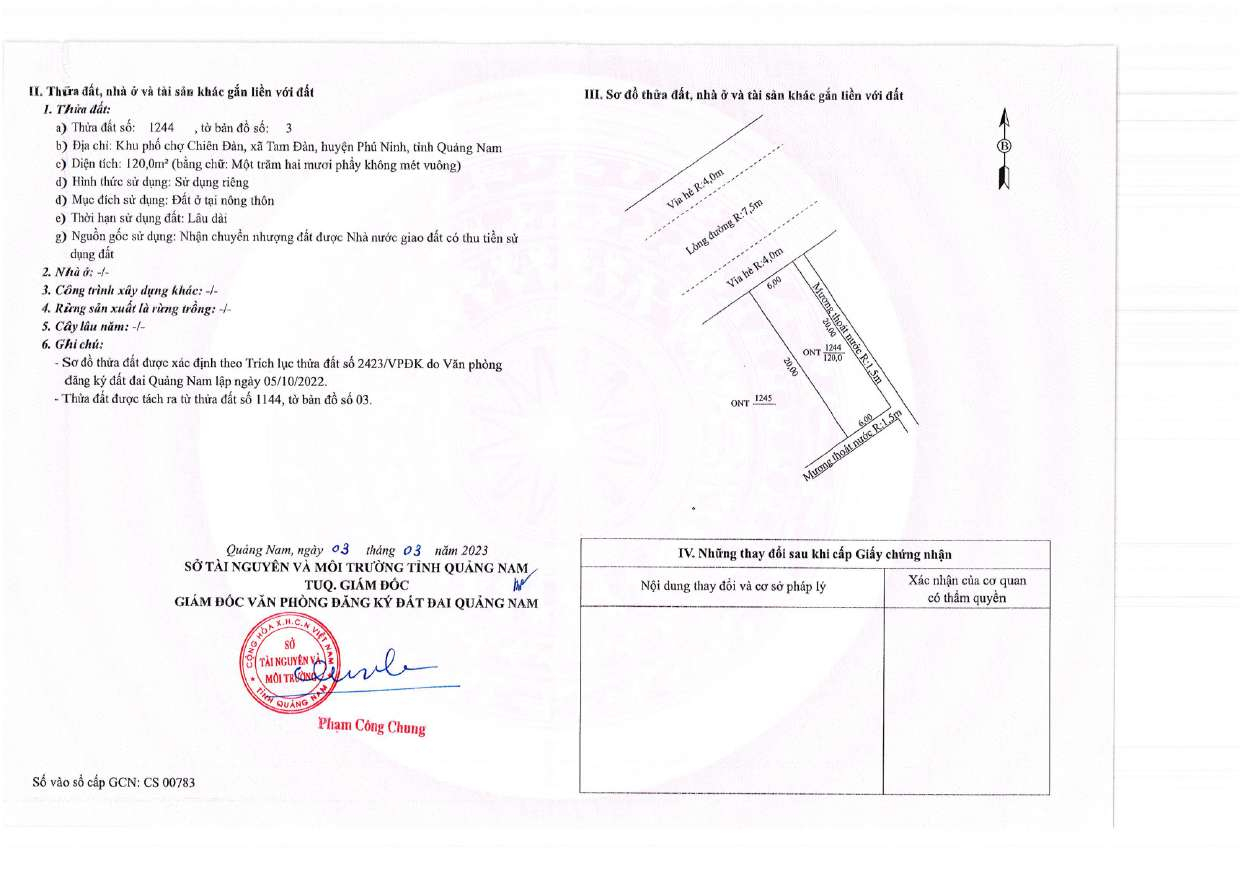 II. Thửa đất, nhà ở và tài sản khác gắn liền với đất
1. Thửa đất:
a) Thửa đất số: 1244 , tờ bản đồ số: 3
b) Địa chỉ: Khu phố chợ Chiên Đàn, xã Tam Đàn, huyện Phú Ninh, tỉnh Quảng Nam
c) Diện tích: 120,0m² (bằng chữ: Một trăm hai mươi phẩy không mét vuông)
d) Hình thức sử dụng: Sử dụng riêng
đ) Mục đích sử dụng: Đất ở tại nông thôn
e) Thời hạn sử dụng đất: Lâu dài
g) Nguồn gốc sử dụng: Nhận chuyển nhượng đất được Nhà nước giao đất có thu tiền sử
dụng đất
2. Nhà ở: -/-
3. Công trình xây dựng khác: -/-
4. Rừng sản xuất là rừng trồng: -/-
5. Cây lâu năm: -/-
6. Ghi chú:
- Sơ đồ thửa đất được xác định theo Trích lục thửa đất số 2423/VPĐK do Văn phòng
đăng ký đất đai Quảng Nam lập ngày 05/10/2022.
- Thửa đất được tách ra từ thửa đất số 1144, tờ bản đồ số 03.
Quảng Nam, ngày 03 tháng 03 năm 2023
SỞ TÀI NGUYÊN VÀ MÔI TRƯỜNG TỈNH QUẢNG NAM
TUQ. GIÁM ĐỐC
GIÁM ĐỐC VĂN PHÒNG ĐĂNG KÝ ĐẤT ĐAI QUẢNG NAM
CỘNG HÒA X.H.C.N VIỆT NAM
SỞ
TÀI NGUYÊN VÀ
MÔI TRƯỜNG
TỈNH QUẢNG NAM
Phạm Công Chung
Số vào sổ cấp GCN: CS 00783
III. Sơ đồ thửa đất, nhà ở và tài sản khác gắn liền với đất
B
Vỉa hè R:4,0m
Lòng đường R:7,5m
Vỉa hè R:4,0m
6,00
Mương thoát nước R:1,5m
20,00
ONT 1244
120,0
20,00
ONT 1245
6,00
Mương thoát nước R:1,5m
IV. Những thay đổi sau khi cấp Giấy chứng nhận
Nội dung thay đổi và cơ sở pháp lý
Xác nhận của cơ quan
có thẩm quyền